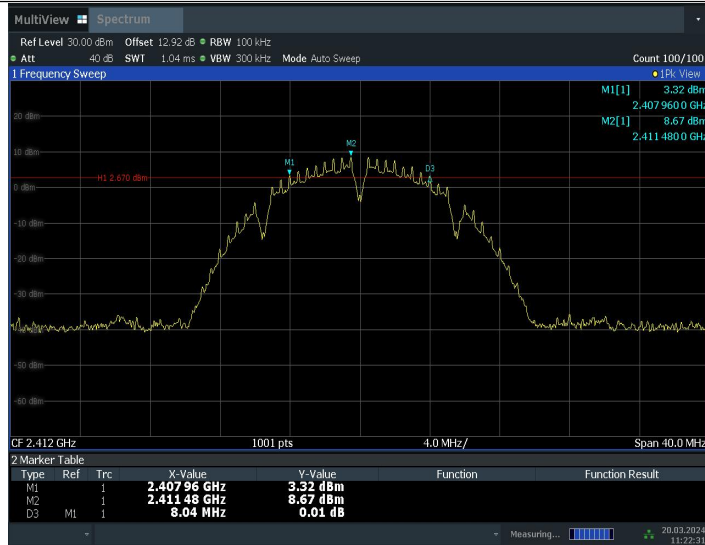 MultiView Spectrum
Ref Level 30.00 dBm Offset 12.92 dB RBW 100 kHz
Att 40 dB SWT 1.04 ms VBW 300 kHz Mode Auto Sweep Count 100/100
1 Frequency Sweep 1Pk View
M1[1] 3.32 dBm
2.407 960 0 GHz
M2[1] 8.67 dBm
2.411 480 0 GHz
20 dBm
10 dBm
M2
M1
D3
H1 2.670 dBm
0 dBm
-10 dBm
-20 dBm
-30 dBm
-50 dBm
-60 dBm
CF 2.412 GHz 1001 pts 4.0 MHz/ Span 40.0 MHz
2 Marker Table
Type Ref Trc X-Value Y-Value Function Function Result
M1 1 2.407 96 GHz 3.32 dBm
M2 1 2.411 48 GHz 8.67 dBm
D3 M1 1 8.04 MHz 0.01 dB
Measuring... 20.03.2024
11:22:31